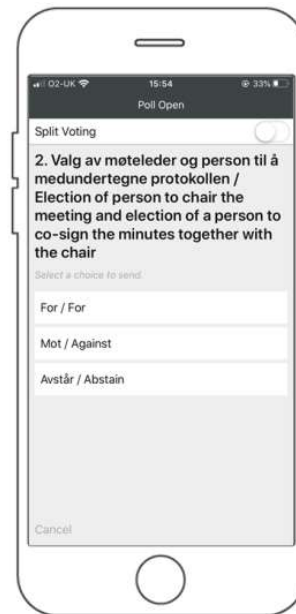 O2-UK 15:54 33%
Poll Open
Split Voting
2. Valg av møteleder og person til å
medundertegne protokollen /
Election of person to chair the
meeting and election of a person to
co-sign the minutes together with
the chair
Select a choice to send.
For / For
Mot / Against
Avstår / Abstain
Cancel